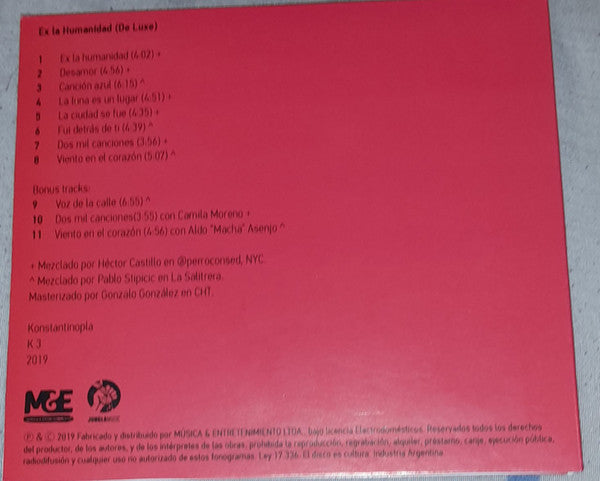 Ex la Humanidad (De Luxe)
1 Ex la humanidad (4:02) +
2 Desamor (4:56) +
3 Canción azul (6:15) ^
4 La Irina es un lugar (4:51) +
5 La ciudad se fue (4:35) +
6 Fui detrás de ti (4:39) ^
7 Dos mil canciones (3:56) +
8 Viento en el corazón (5:07) ^
Bonus tracks:
9 Voz de la calle (6:55) ^
10 Dos mil canciones(3:55) con Camila Moreno +
11 Viento en el corazón (4:56) con Aldo "Macha" Asenjo ^
+ Mezclado por Héctor Castillo en @perroconsed, NYC.
^ Mezclado por Pablo Stipicic en La Salitrera.
Masterizado por Gonzalo González en CHT.
Konstantinopla
K 3
2019
M&E
℗ & © 2019 Fabricado y distribuido por MÚSICA & ENTRETENIMIENTO LTDA., bajo licencia Electrodomésticos. Reservados todos los derechos
del productor, de los autores, y de los intérpretes de las obras, prohibida la reproducción, regrabación, alquiler, préstamo, canje, ejecución pública,
radiodifusión y cualquier uso no autorizado de estos fonogramas. Ley 17.336. El disco es cultura. Industria Argentina.